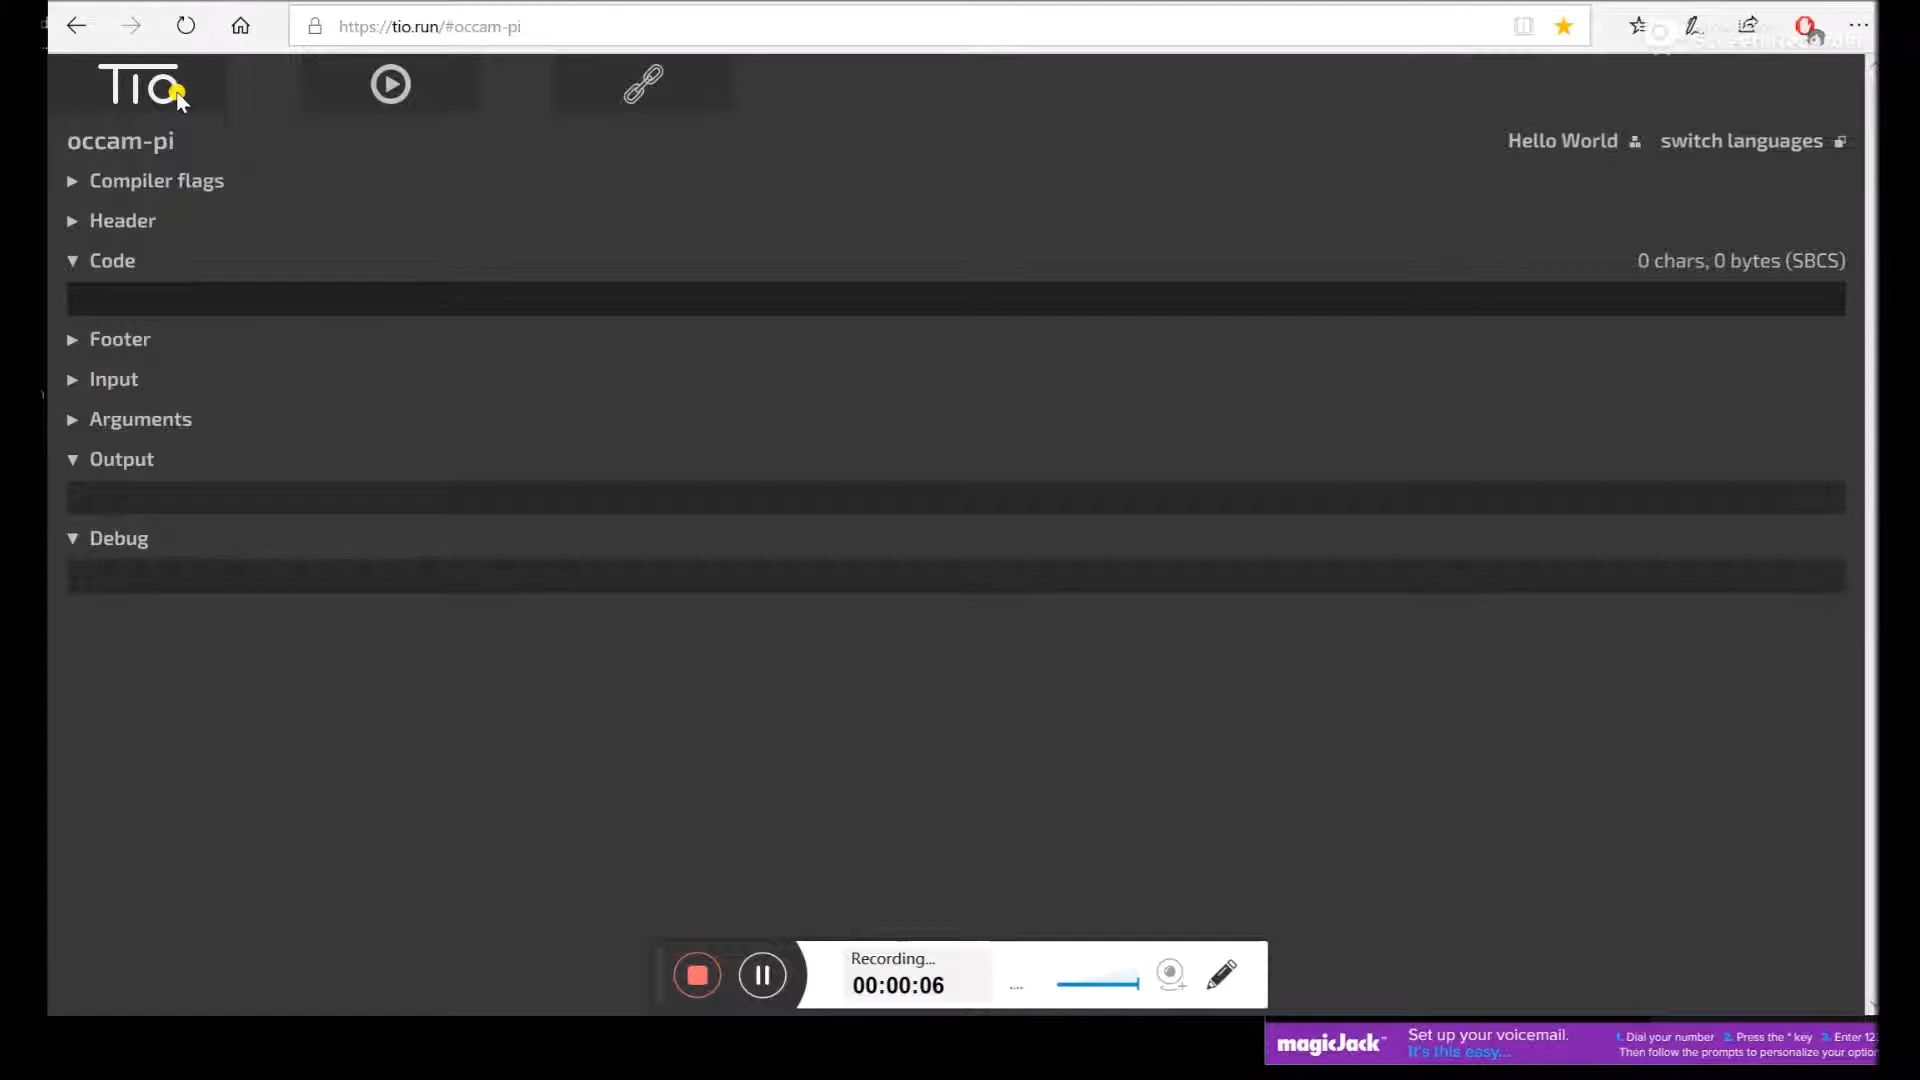 https://tio.run/#occam-pi
TIO
occam-pi
Hello World
switch languages
Compiler flags
Header
Code
0 chars, 0 bytes (SBCS)
Footer
Input
Arguments
Output
Debug
Recording...
00:00:06
magicJack
Set up your voicemail.
It's this easy...
1. Dial your number 2. Press the * key 3. Enter 12
Then follow the prompts to personalize your option